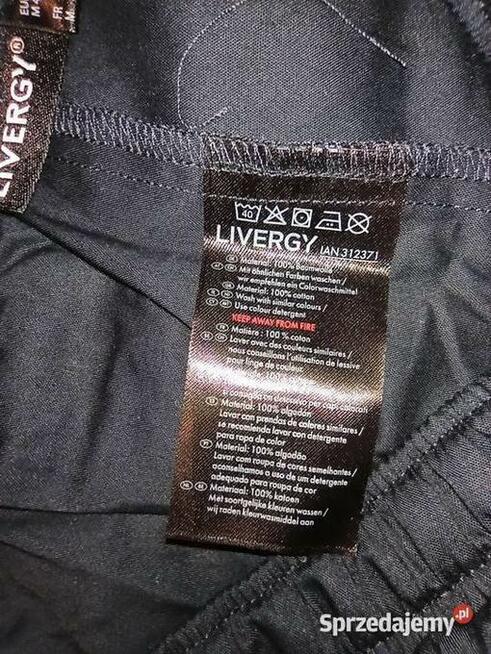 EU
M
FR
M
LIVERGY®
40
LIVERGY IAN 312371
Material: 100% Baumwolle
Mit ähnlichen Farben waschen/
wir empfehlen ein Colorwaschmittel
Material: 100% cotton
Wash with similar colours/
Use colour detergent
KEEP AWAY FROM FIRE
Matière: 100% coton
Laver avec des couleurs similaires/
nous conseillons l'utilisation de lessive
pour linge de couleur
Material: 100% algodón
Lavar con prendas de colores similares/
se recomienda lavar con detergente
para ropa de color
Material: 100% algodão
Lavar com roupa de cores semelhantes/
aconselhamos o uso de um detergente
adequado para roupa de cor
Materiaal: 100% katoen
Met soortgelijke kleuren wassen/
wij raden kleurwasmiddel aan
Sprzedajemy.pl